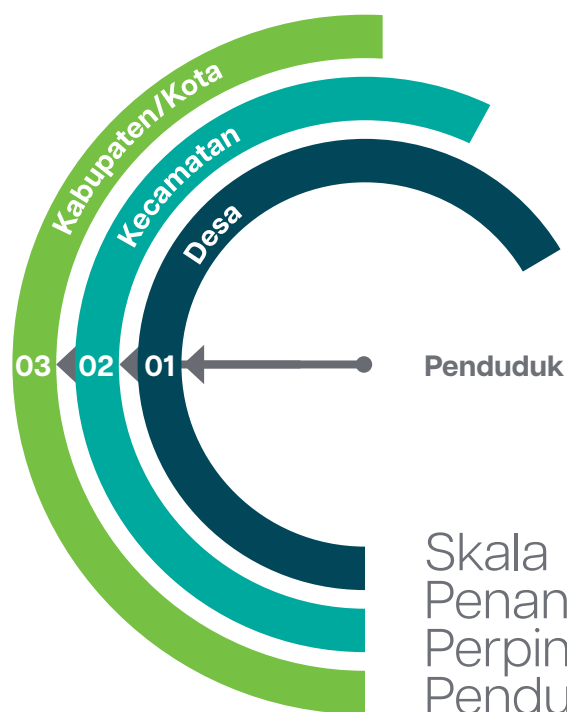 Kabupaten/Kota
Kecamatan
Desa
03
02
01
Penduduk
Skala